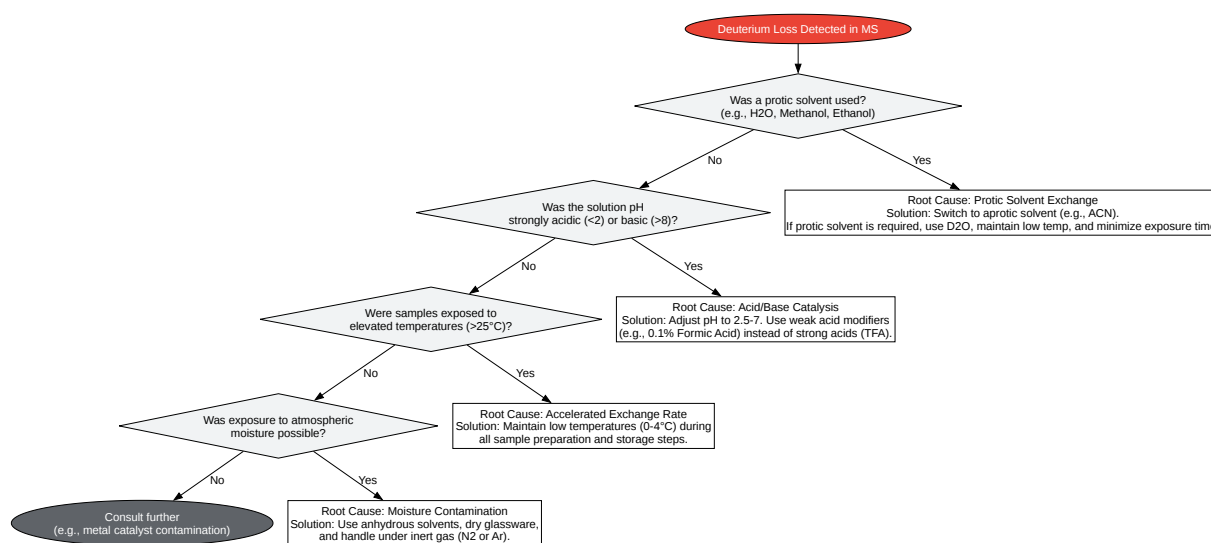 Deuterium Loss Detected in MS
Was a protic solvent used?
(e.g., H2O, Methanol, Ethanol)
No
Yes
Was the solution pH
strongly acidic (<2) or basic (>8)?
Root Cause: Protic Solvent Exchange
Solution: Switch to aprotic solvent (e.g., ACN).
If protic solvent is required, use D2O, maintain low temp, and minimize exposure time
No
Yes
Were samples exposed to
elevated temperatures (>25°C)?
Root Cause: Acid/Base Catalysis
Solution: Adjust pH to 2.5-7. Use weak acid modifiers
(e.g., 0.1% Formic Acid) instead of strong acids (TFA).
No
Yes
Was exposure to atmospheric
moisture possible?
Root Cause: Accelerated Exchange Rate
Solution: Maintain low temperatures (0-4°C) during
all sample preparation and storage steps.
No
Yes
Consult further
(e.g., metal catalyst contamination)
Root Cause: Moisture Contamination
Solution: Use anhydrous solvents, dry glassware,
and handle under inert gas (N2 or Ar).